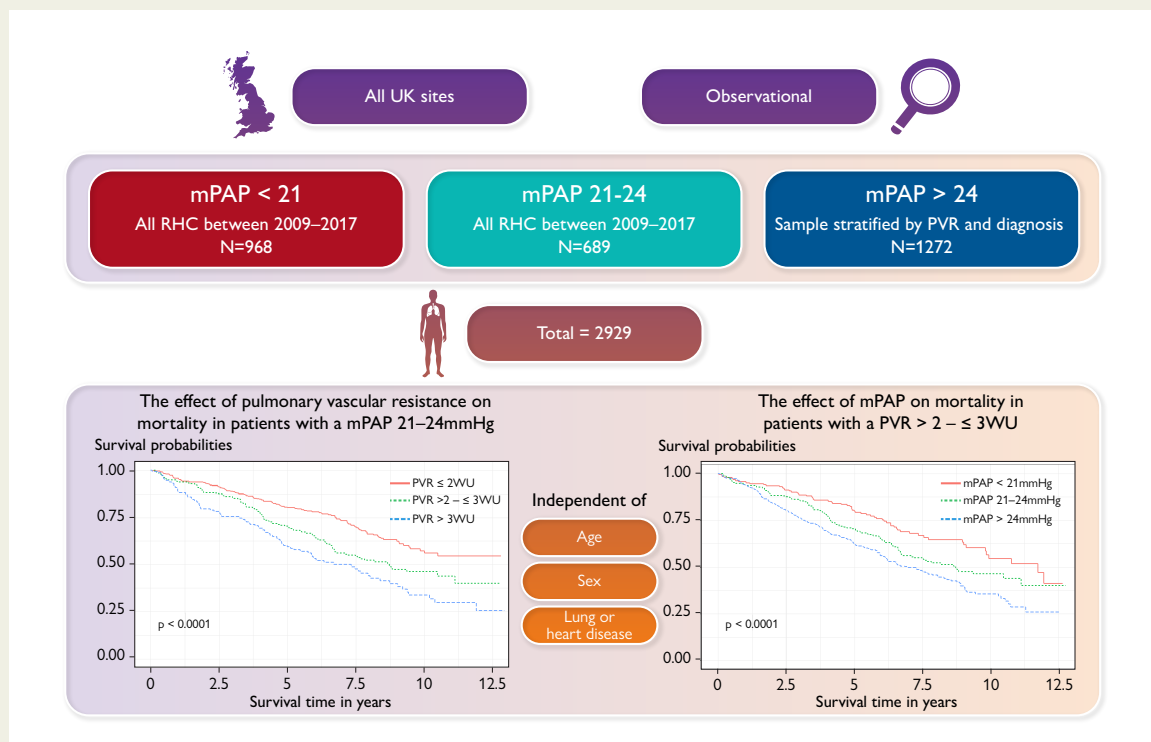 All UK sites
Observational
mPAP < 21
All RHC between 2009–2017
N=968
mPAP 21-24
All RHC between 2009–2017
N=689
mPAP > 24
Sample stratified by PVR and diagnosis
N=1272
Total = 2929
The effect of pulmonary vascular resistance on
mortality in patients with a mPAP 21–24mmHg
Survival probabilities
1.00
0.75
0.50
0.25
0.00
PVR ≤ 2WU
PVR >2 – ≤ 3WU
PVR > 3WU
p < 0.0001
0 2.5 5 7.5 10 12.5
Survival time in years
Independent of
Age
Sex
Lung or
heart disease
The effect of mPAP on mortality in
patients with a PVR > 2 – ≤ 3WU
Survival probabilities
1.00
0.75
0.50
0.25
0.00
mPAP < 21mmHg
mPAP 21–24mmHg
mPAP > 24mmHg
p < 0.0001
0 2.5 5 7.5 10 12.5
Survival time in years